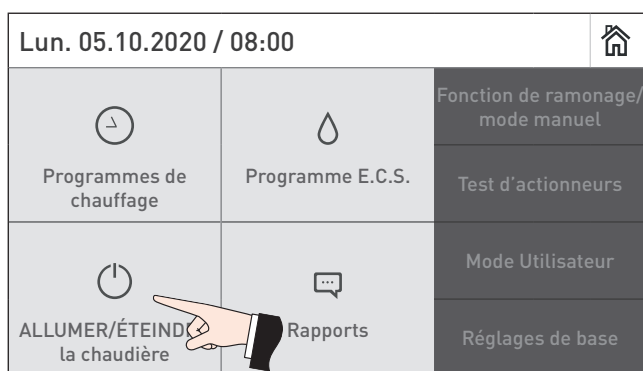 Lun. 05.10.2020 / 08:00
Programmes de
chauffage
Programme E.C.S.
Fonction de ramonage/
mode manuel
Test d'actionneurs
ALLUMER/ÉTEIND
la chaudière
Rapports
Mode Utilisateur
Réglages de base